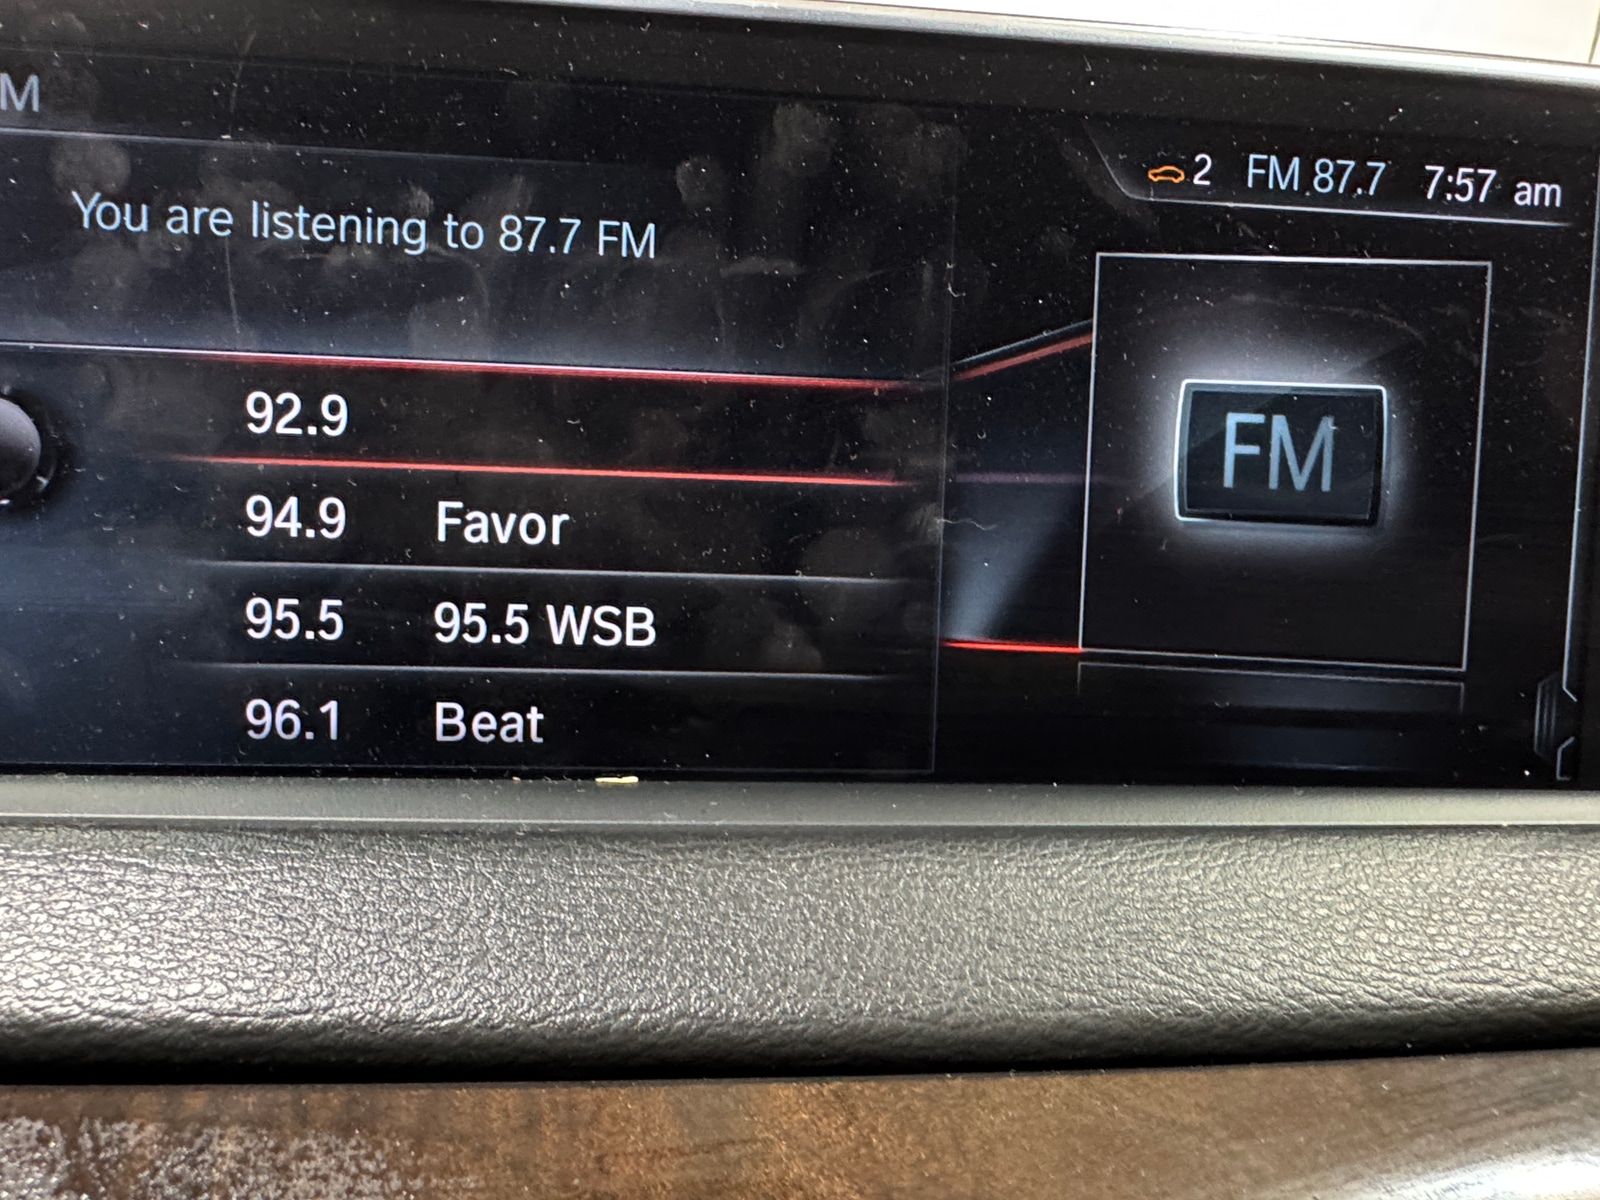 M
2 FM 87.7 7:57 am
You are listening to 87.7 FM
92.9
94.9 Favor
95.5 95.5 WSB
96.1 Beat
FM